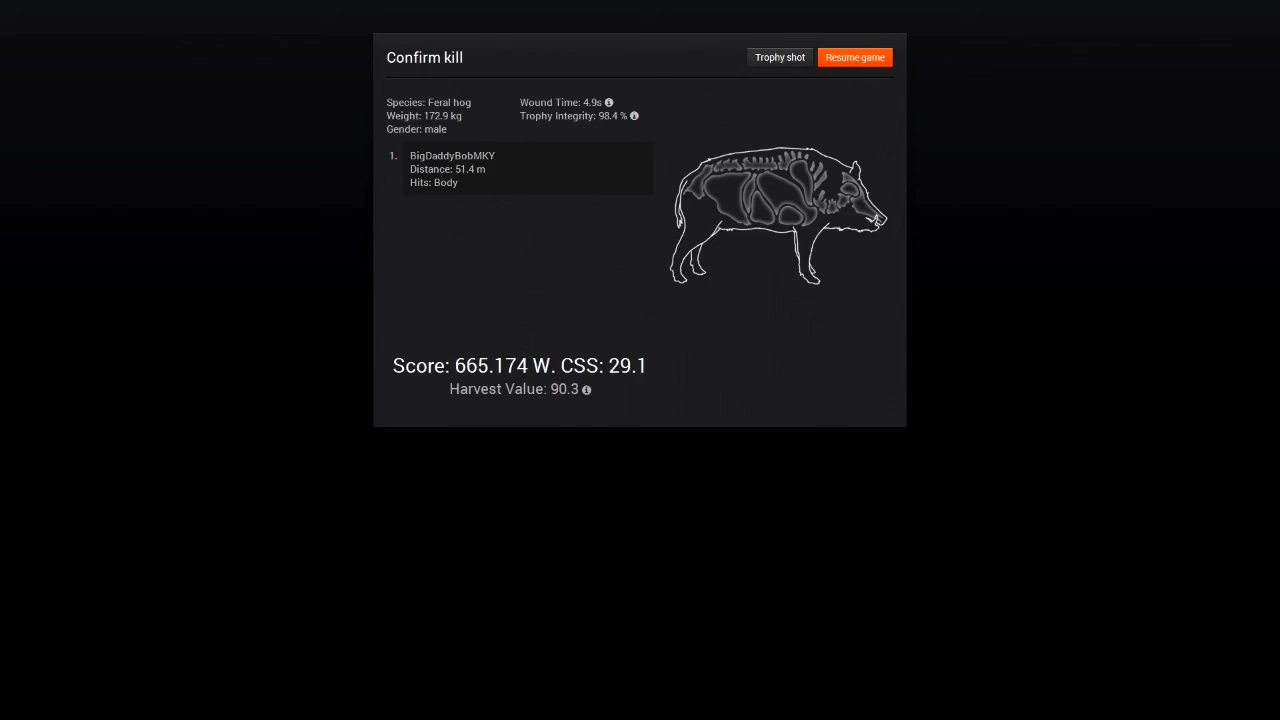 Confirm kill
Trophy shot
Resume game
Species: Feral hog
Weight: 172.9 kg
Gender: male
Wound Time: 4.9s
Trophy Integrity: 98.4 %
1.
BigDaddyBobMKY
Distance: 51.4 m
Hits: Body
Score: 665.174 W. CSS: 29.1
Harvest Value: 90.3